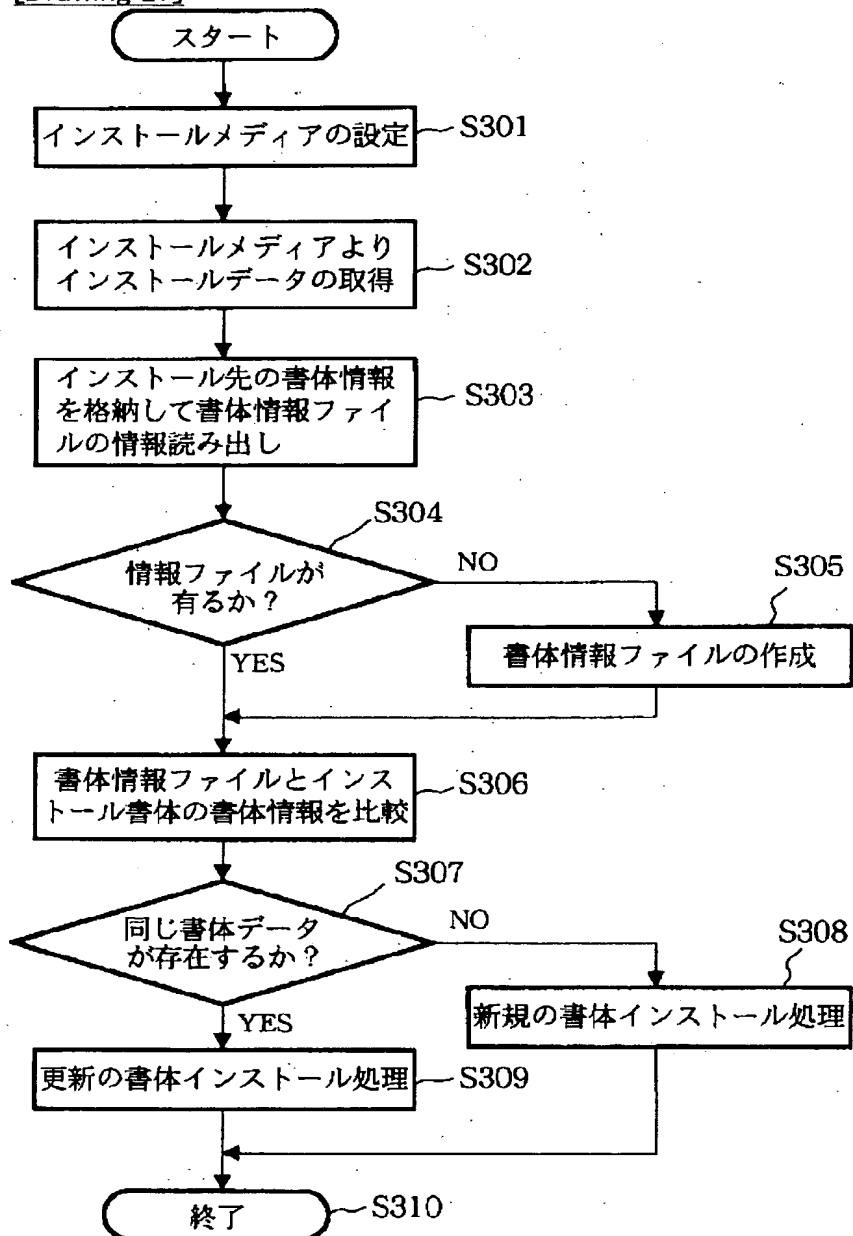 スタート
インストールメディアの設定
S301
インストールメディアより
インストールデータの取得
S302
インストール先の書体情報
を格納して書体情報ファイ
ルの情報読み出し
S303
S304
情報ファイルが
有るか?
NO
YES
S305
書体情報ファイルの作成
書体情報ファイルとインス
トール書体の書体情報を比較
S306
S307
同じ書体データ
が存在するか?
NO
YES
S308
新規の書体インストール処理
更新の書体インストール処理
S309
終了
S310